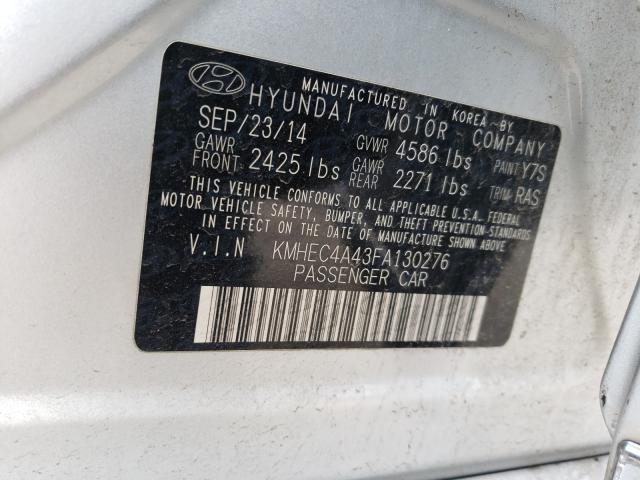 MANUFACTURED IN KOREA BY
HYUNDAI MOTOR COMPANY
SEP/23/14 GVWR 4586 lbs PAINT Y7S
GAWR FRONT 2425 lbs GAWR REAR 2271 lbs TRIM RAS
THIS VEHICLE CONFORMS TO ALL APPLICABLE U.S.A. FEDERAL
MOTOR VEHICLE SAFETY, BUMPER, AND THEFT PREVENTION STANDARDS
IN EFFECT ON THE DATE OF MANUFACTURE SHOWN ABOVE.
V.I.N KMHEC4A43FA130276
PASSENGER CAR